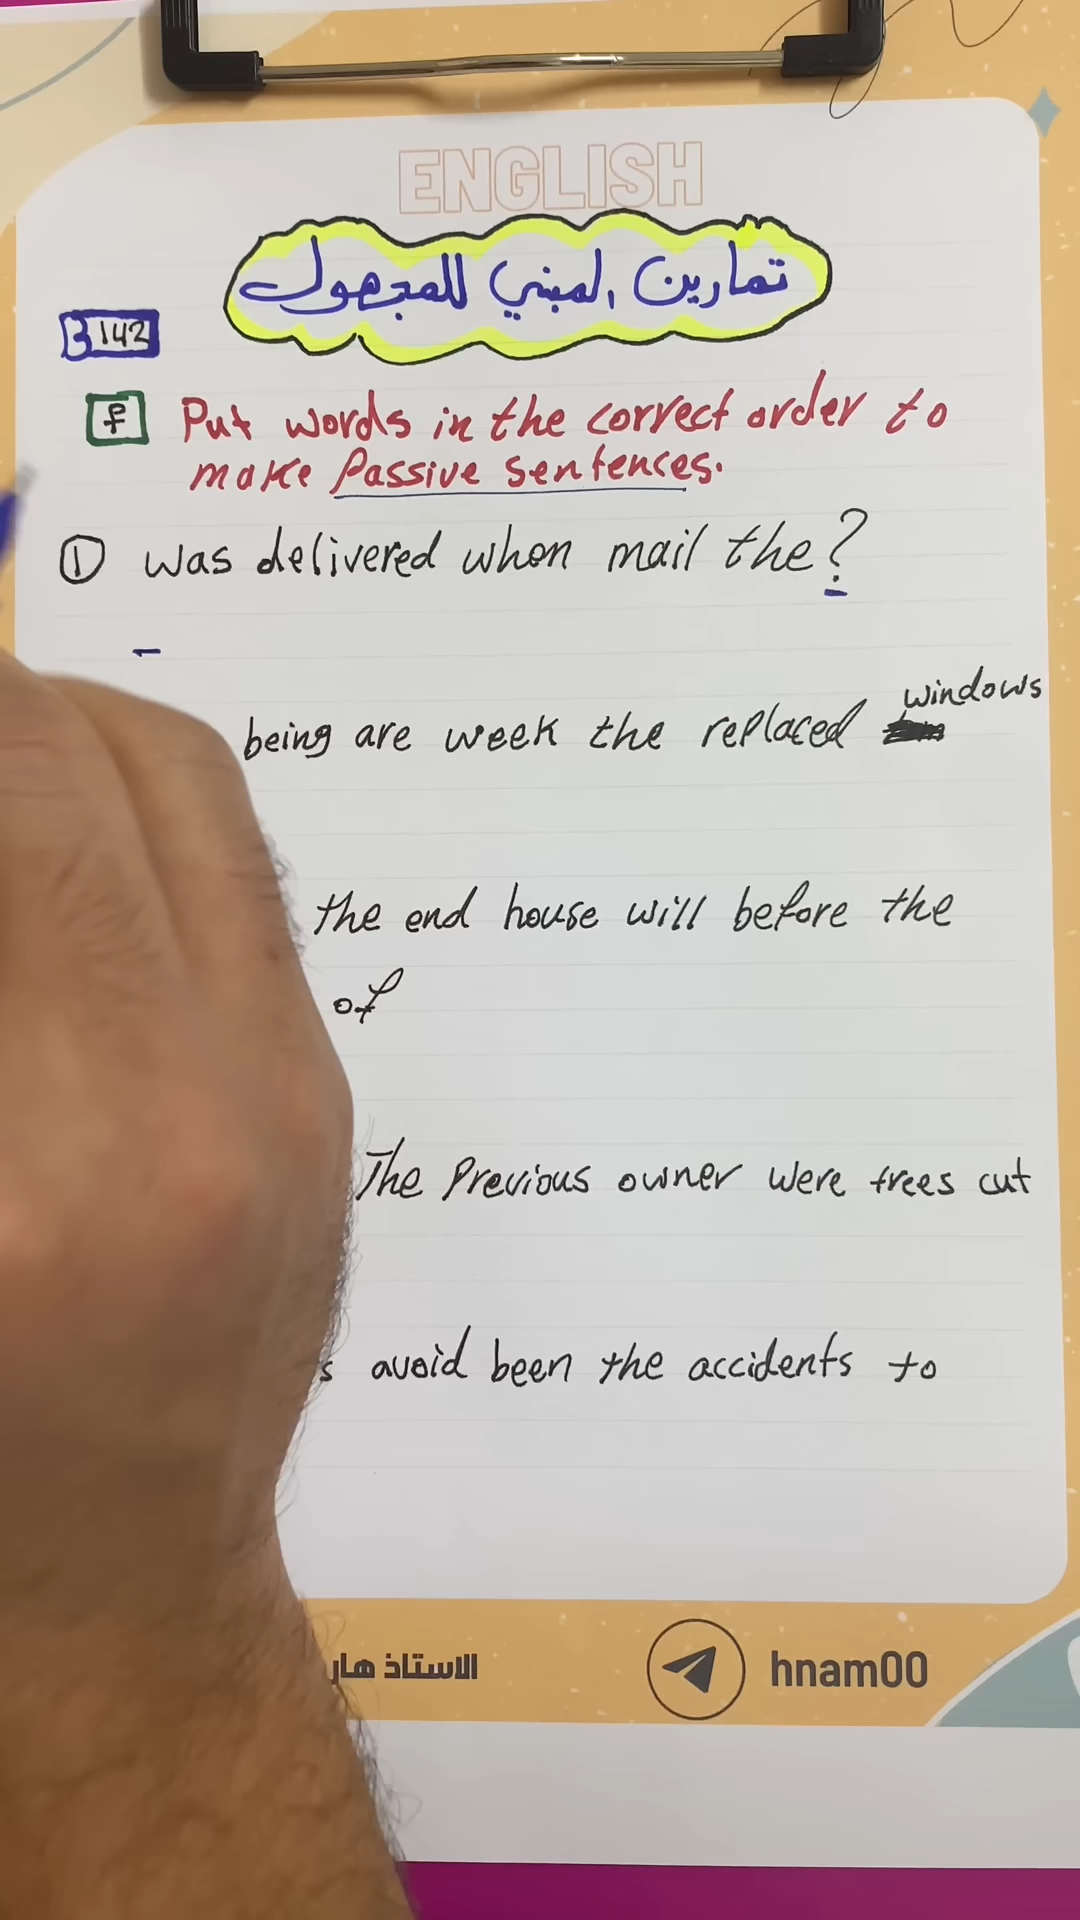 ENGLISH
تمارين المبني للمجهول
142
f Put words in the correct order to
make Passive sentences.
① was delivered when mail the?
windows
being are week the replaced
the end house will before the
of
The Previous owner were trees cut
s avoid been the accidents to
الاستاذ هار
hnam00